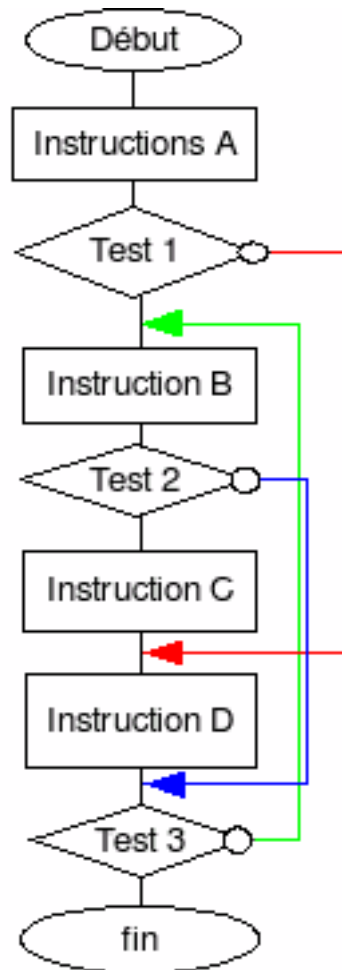 Début
Instructions A
Test 1
Instruction B
Test 2
Instruction C
Instruction D
Test 3
fin